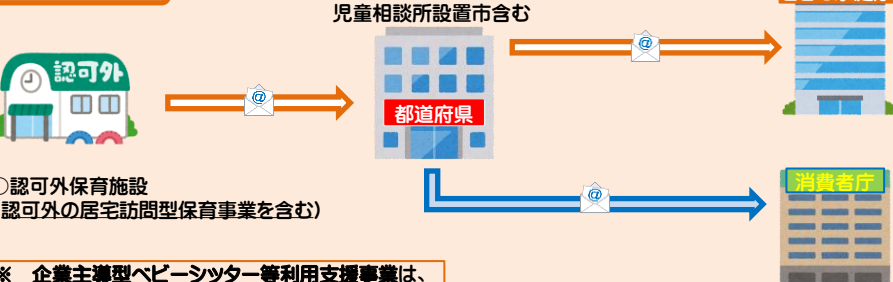 児童相談所設置市含む
認可外
@
@
都道府県
○認可外保育施設
認可外の居宅訪問型保育事業を含む）
@
消費者庁
※　企業主導型ベビーシッター等利用支援事業は、